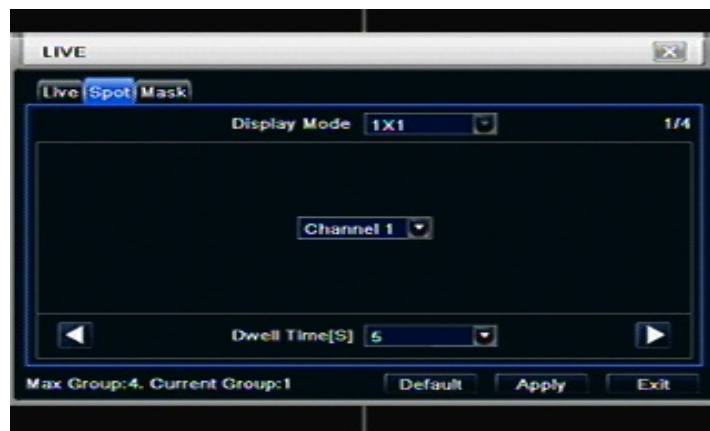 LIVE
Live Spot Mask
Display Mode 1X1 1/4
Channel 1
Dwell Time[S] 5
Max Group:4. Current Group:1 Default Apply Exit